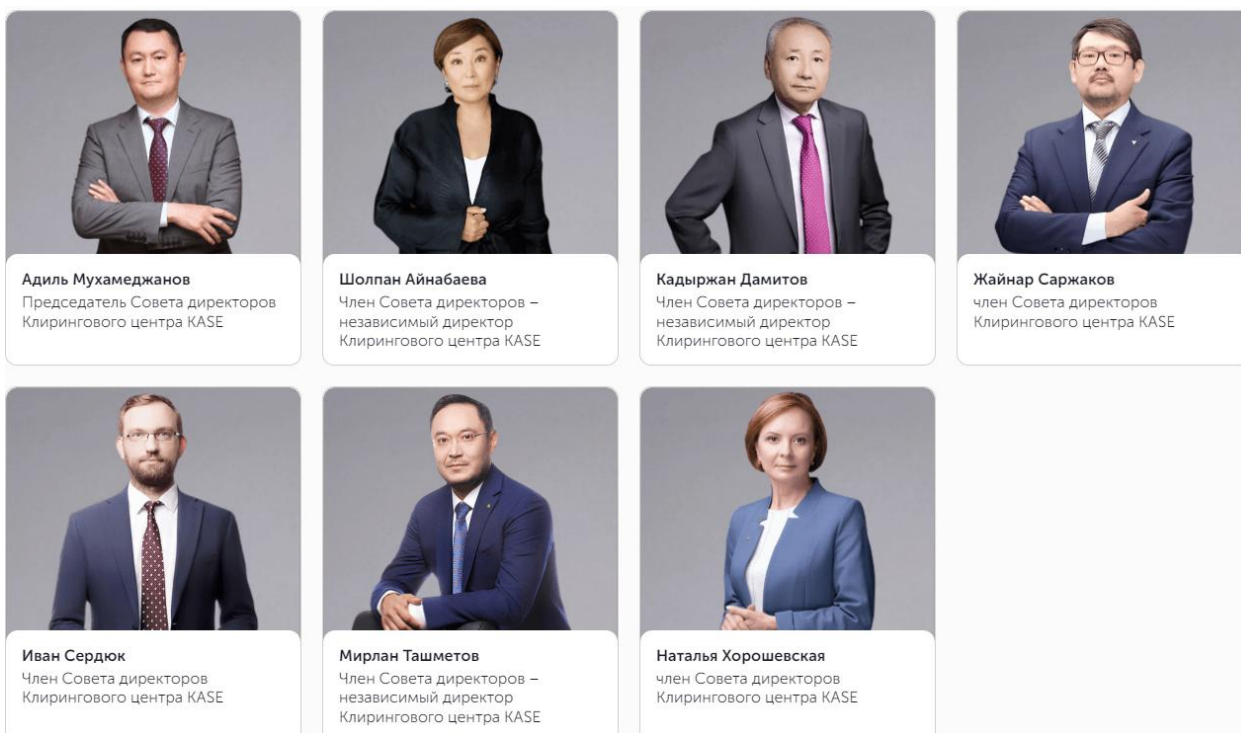 Адиль Мухамеджанов
Председатель Совета директоров
Клирингового центра KASE
Шолпан Айнабаева
Член Совета директоров –
независимый директор
Клирингового центра KASE
Кадыржан Дамитов
Член Совета директоров –
независимый директор
Клирингового центра KASE
Жайнар Саржаков
член Совета директоров
Клирингового центра KASE
Иван Сердюк
Член Совета директоров
Клирингового центра KASE
Мирлан Ташметов
Член Совета директоров –
независимый директор
Клирингового центра KASE
Наталья Хорошевская
член Совета директоров
Клирингового центра KASE